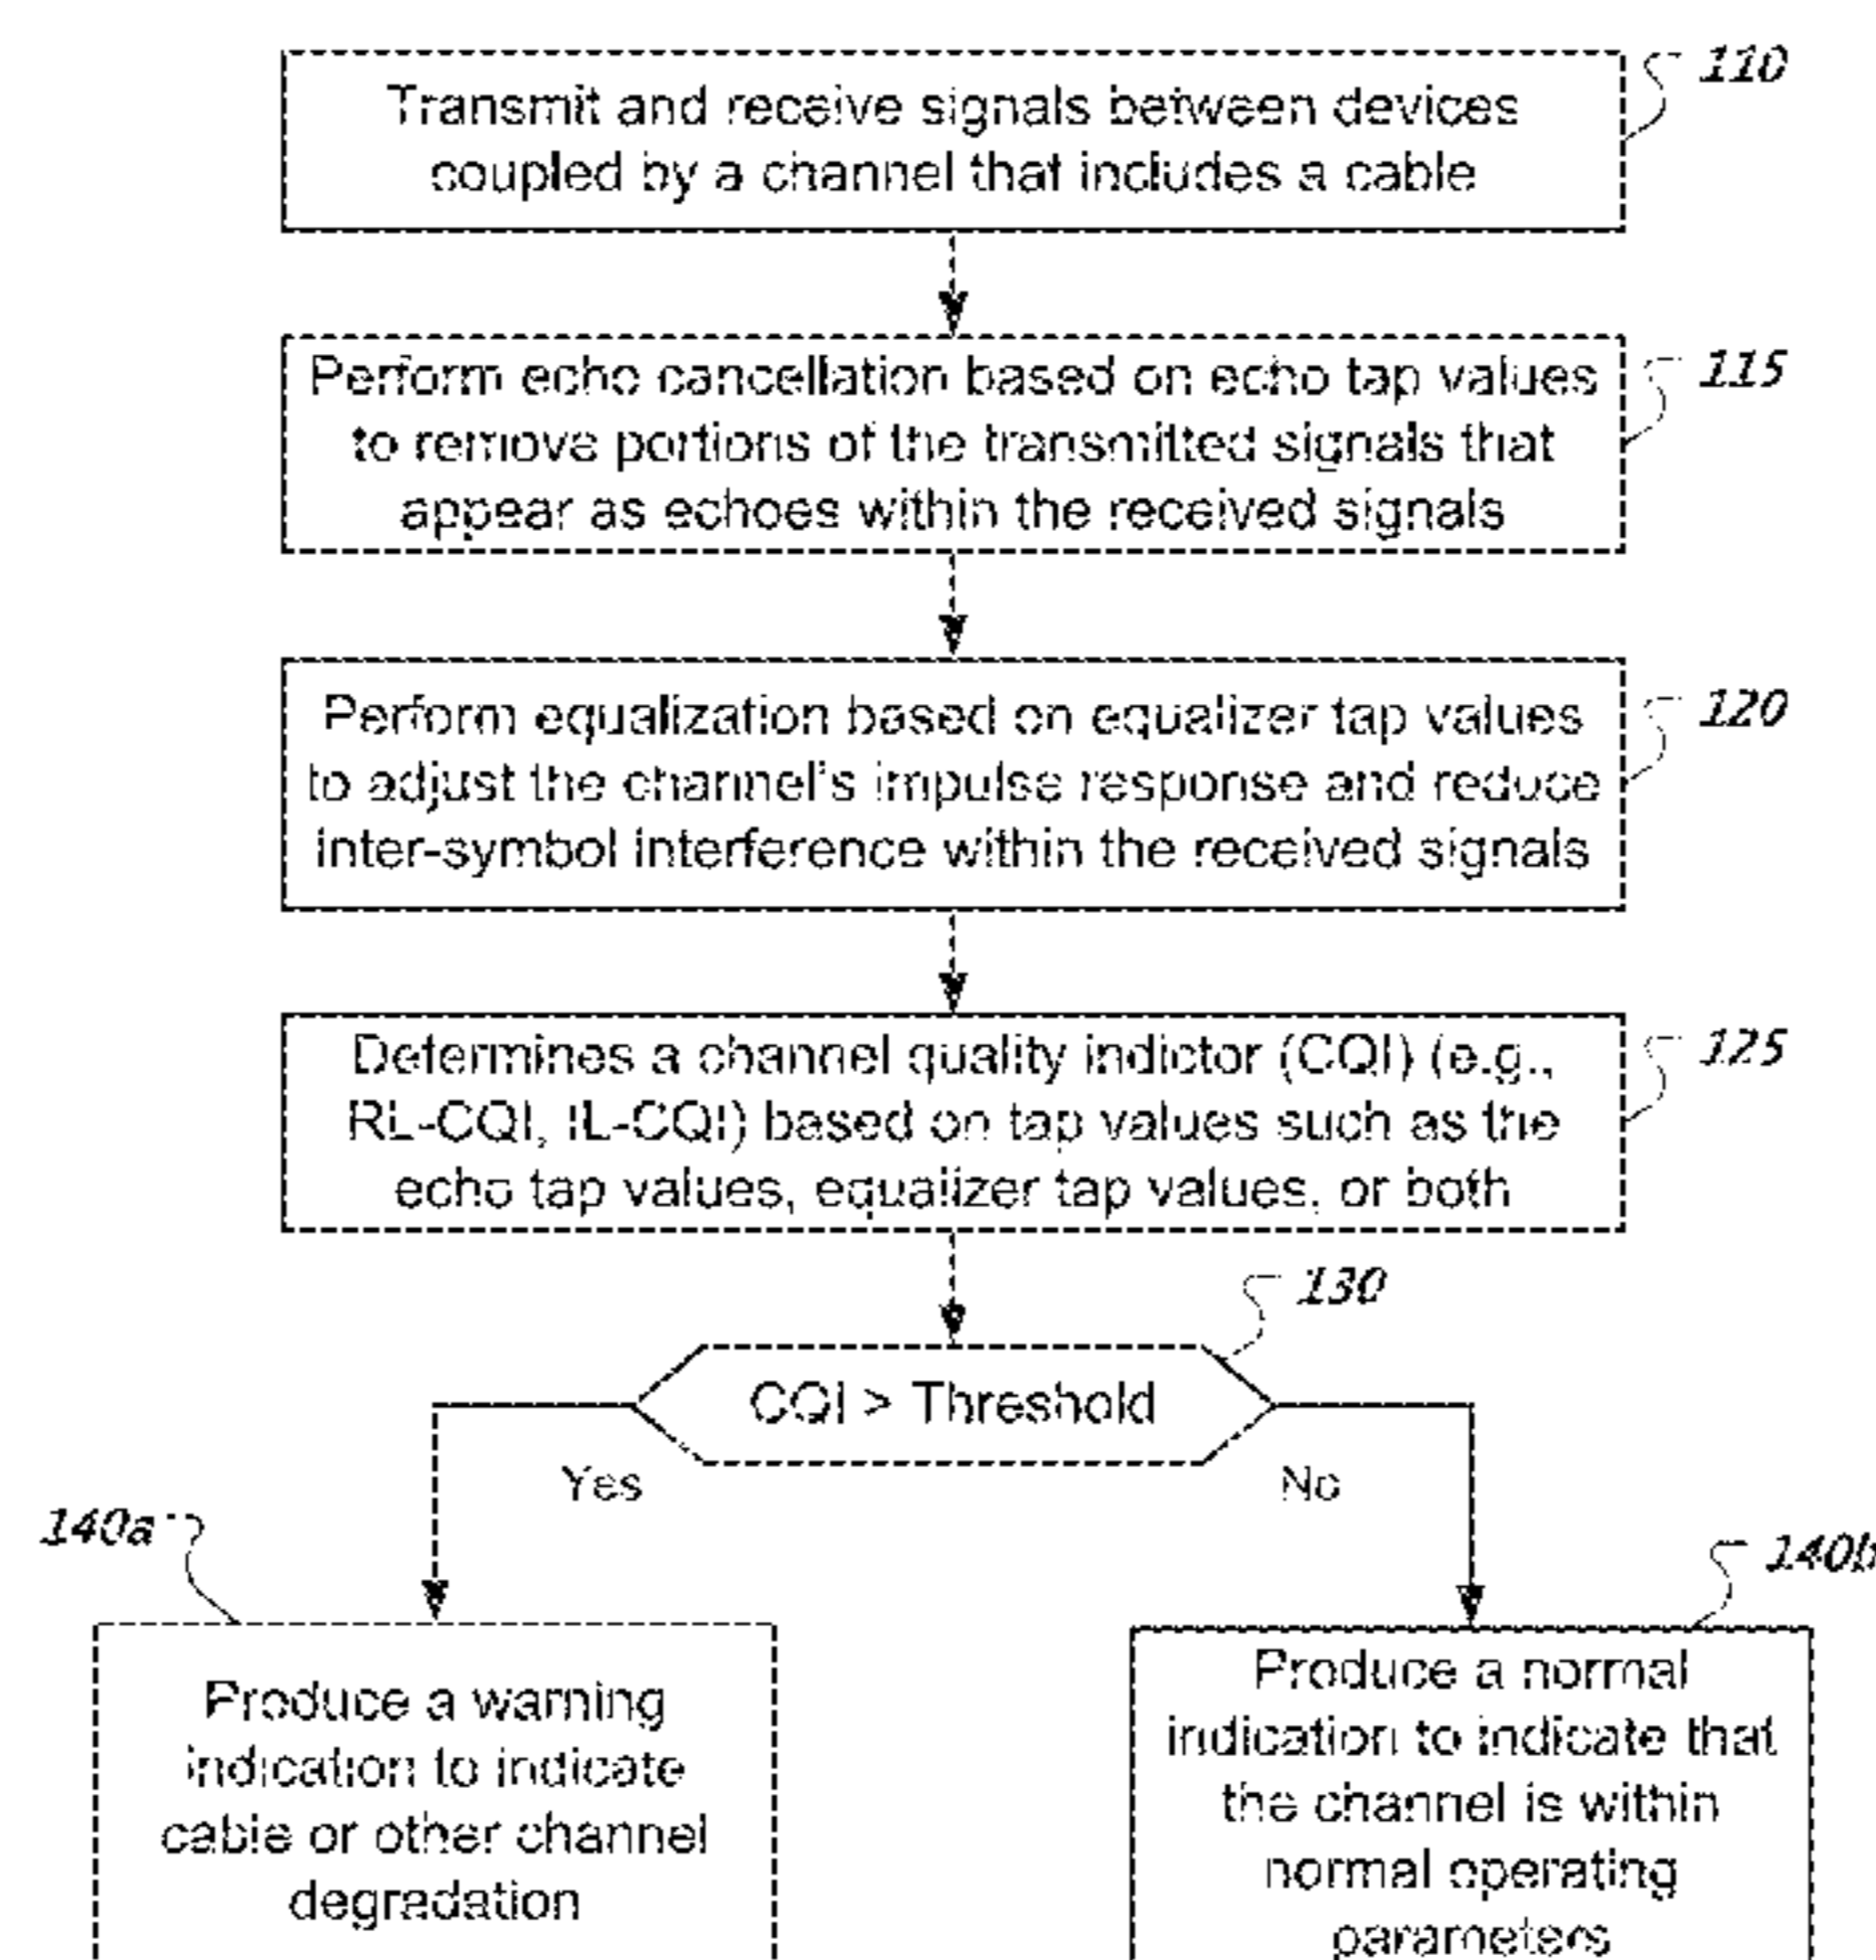 110
Transmit and receive signals between devices
coupled by a channel that includes a cable
115
Perform echo cancellation based on echo tap values
to remove portions of the transmitted signals that
appear as echoes within the received signals
120
Perform equalization based on equalizer tap values
to adjust the channel's impulse response and reduce
inter-symbol interference within the received signals
125
Determines a channel quality indictor (CQI) (e.g.,
RL-CQI, IL-CQI) based on tap values such as the
echo tap values, equalizer tap values, or both
130
CQI > Threshold
Yes
No
140a
Produce a warning
indication to indicate
cable or other channel
degradation
140b
Produce a normal
indication to indicate that
the channel is within
normal operating
parameters